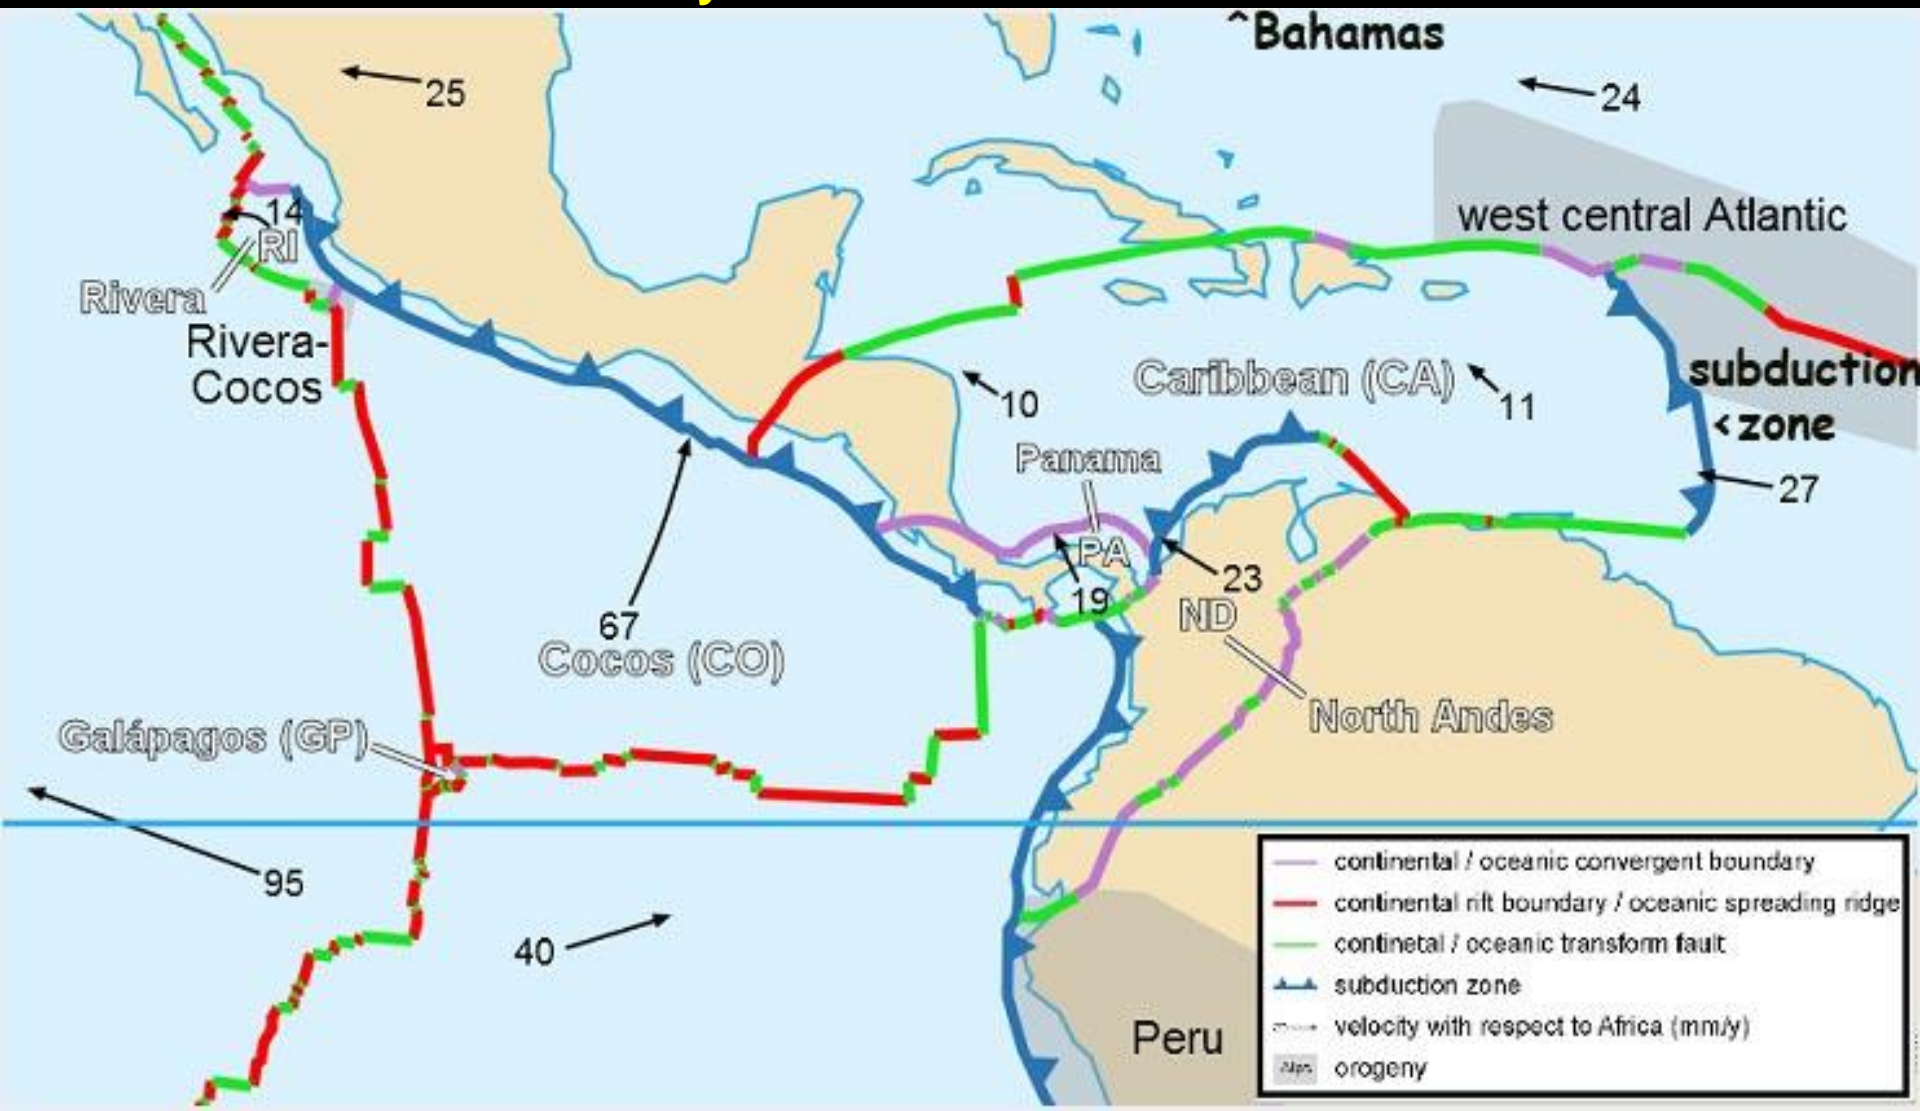 ^Bahamas
25
24
west central Atlantic
14
RI
Rivera
Rivera-
Cocos
subduction
<zone
Caribbean (CA)
10
11
Panama
27
PA
23
19
ND
67
Cocos (CO)
North Andes
Galápagos (GP)
95
40
Peru
continental / oceanic convergent boundary
continental rift boundary / oceanic spreading ridge
continetal / oceanic transform fault
subduction zone
velocity with respect to Africa (mm/y)
Alps
orogeny